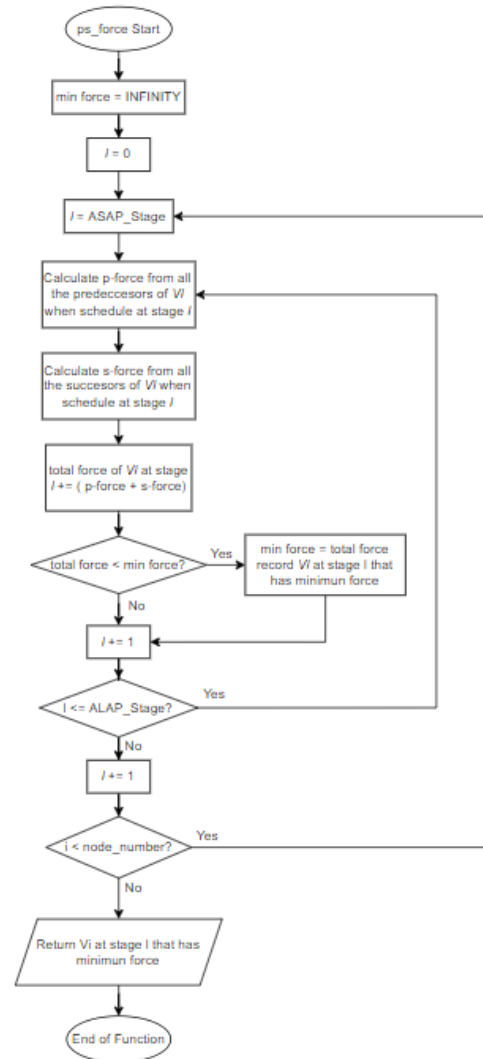 ps_force Start
min force = INFINITY
I = 0
l = ASAP_Stage
Calculate p-force from all
the predeccesors of VI
when schedule at stage l
Calculate s-force from all
the succesors of VI when
schedule at stage l
total force of VI at stage
l += ( p-force + s-force)
total force < min force?
Yes
min force = total force
record VI at stage l that
has minimun force
No
l += 1
l <= ALAP_Stage?
Yes
No
I += 1
i < node_number?
Yes
No
Return Vi at stage l that has
minimun force
End of Function